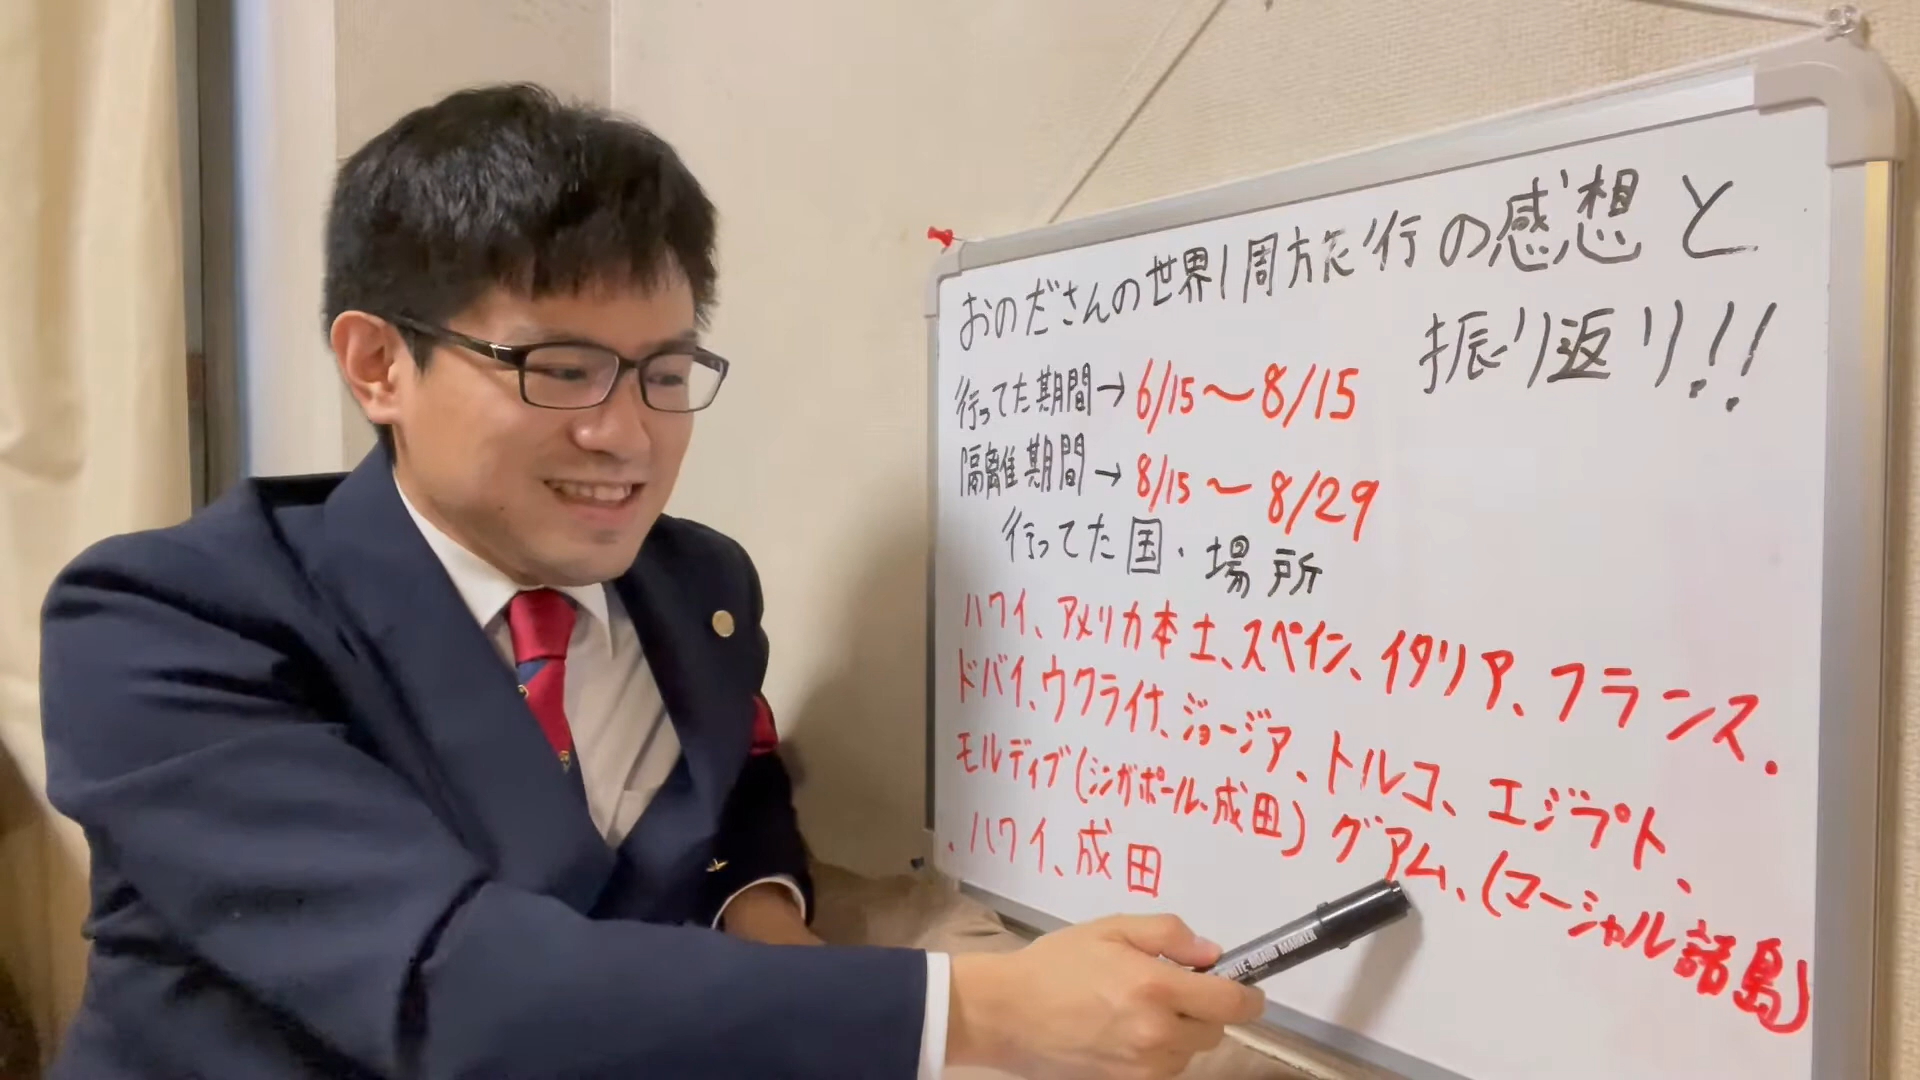 おのださんの世界1周旅行の感想と
振り返り!!
行ってた期間→6/15～8/15
隔離期間→8/15～8/29
行ってた国・場所
ハワイ、アメリカ本土、スペイン、イタリア、フランス.
ドバイ、ウクライナ、ジョージア、トルコ、エジプト、
モルディブ(シンガポール、成田)グアム、(マーシャル諸島)
.ハワイ、成田
WHITE-BOARD MARKER